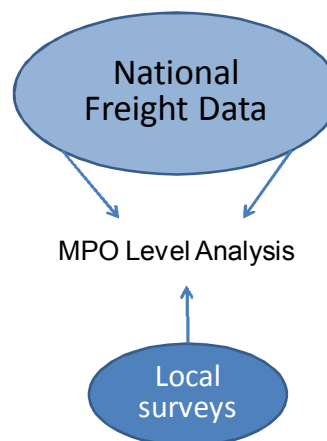 National
Freight Data
MPO Level Analysis
Local
surveys